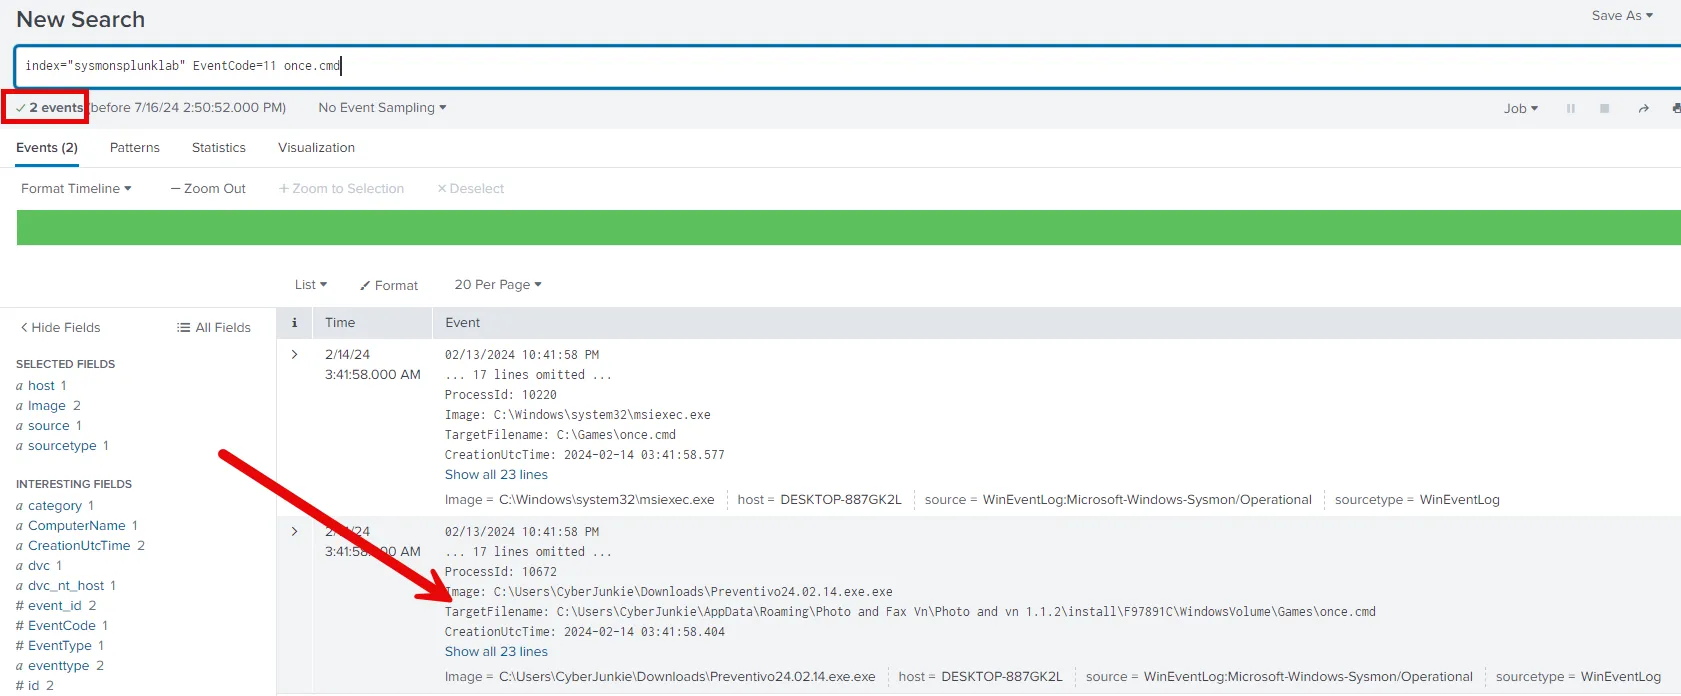 New Search
Save As
index="sysmonsplunklab" EventCode=11 once.cmd
2 events (before 7/16/24 2:50:52.000 PM) No Event Sampling
Job
Events (2) Patterns Statistics Visualization
Format Timeline — Zoom Out + Zoom to Selection × Deselect
List Format 20 Per Page
< Hide Fields All Fields
i Time Event
SELECTED FIELDS
a host 1
a Image 2
a source 1
a sourcetype 1
INTERESTING FIELDS
a category 1
a ComputerName 1
a CreationUtcTime 2
a dvc 1
a dvc_nt_host 1
# event_id 2
# EventCode 1
# EventType 1
a eventtype 2
# id 2
2/14/24
3:41:58.000 AM
02/13/2024 10:41:58 PM
... 17 lines omitted ...
ProcessId: 10220
Image: C:\Windows\system32\msiexec.exe
TargetFilename: C:\Games\once.cmd
CreationUtcTime: 2024-02-14 03:41:58.577
Show all 23 lines
Image = C:\Windows\system32\msiexec.exe host = DESKTOP-887GK2L source = WinEventLog:Microsoft-Windows-Sysmon/Operational sourcetype = WinEventLog
AM
02/13/2024 10:41:58 PM
... 17 lines omitted ...
ProcessId: 10672
Image: C:\Users\CyberJunkie\Downloads\Preventivo24.02.14.exe.exe
TargetFilename: C:\Users\CyberJunkie\AppData\Roaming\Photo and Fax Vn\Photo and vn 1.1.2\install\F97891C\WindowsVolume\Games\once.cmd
CreationUtcTime: 2024-02-14 03:41:58.404
Show all 23 lines
Image = C:\Users\CyberJunkie\Downloads\Preventivo24.02.14.exe.exe host = DESKTOP-887GK2L source = WinEventLog:Microsoft-Windows-Sysmon/Operational sourcetype = WinEventLog